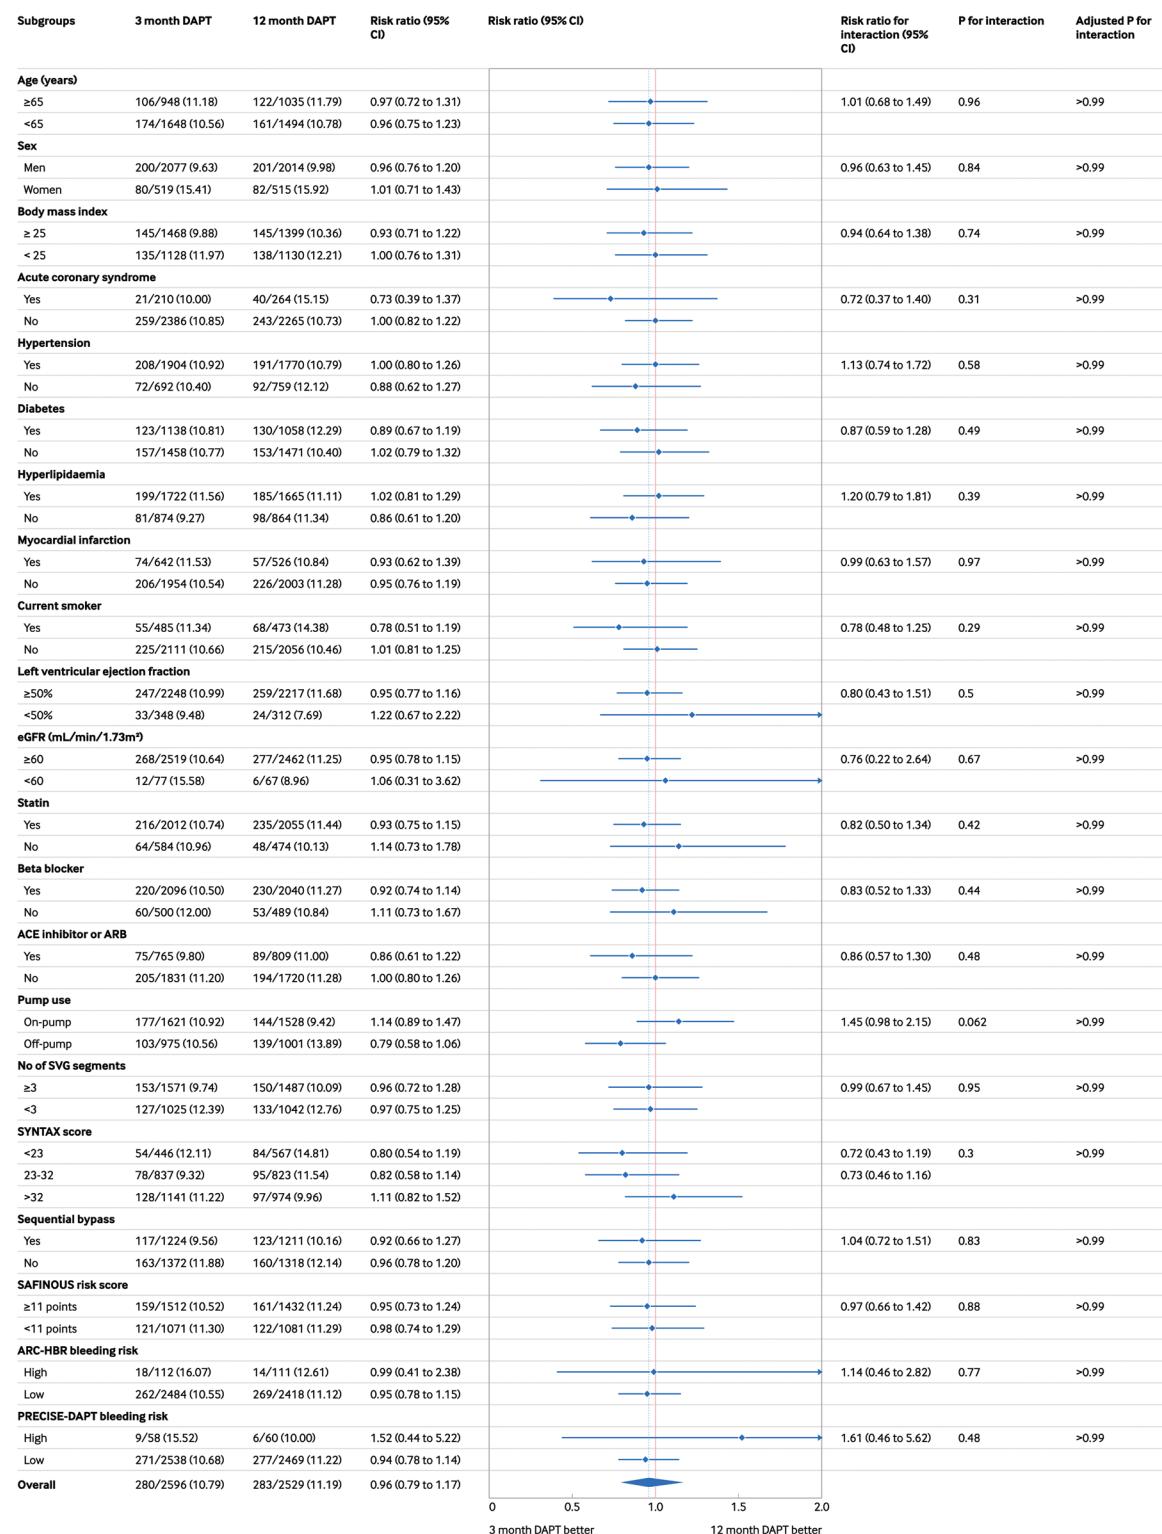 Subgroups 3 month DAPT 12 month DAPT Risk ratio (95% CI) Risk ratio (95% CI) Risk ratio for interaction (95% CI) P for interaction Adjusted P for interaction
Age (years)
≥65 106/948 (11.18) 122/1035 (11.79) 0.97 (0.72 to 1.31) 1.01 (0.68 to 1.49) 0.96 >0.99
<65 174/1648 (10.56) 161/1494 (10.78) 0.96 (0.75 to 1.23)
Sex
Men 200/2077 (9.63) 201/2014 (9.98) 0.96 (0.76 to 1.20) 0.96 (0.63 to 1.45) 0.84 >0.99
Women 80/519 (15.41) 82/515 (15.92) 1.01 (0.71 to 1.43)
Body mass index
≥ 25 145/1468 (9.88) 145/1399 (10.36) 0.93 (0.71 to 1.22) 0.94 (0.64 to 1.38) 0.74 >0.99
< 25 135/1128 (11.97) 138/1130 (12.21) 1.00 (0.76 to 1.31)
Acute coronary syndrome
Yes 21/210 (10.00) 40/264 (15.15) 0.73 (0.39 to 1.37) 0.72 (0.37 to 1.40) 0.31 >0.99
No 259/2386 (10.85) 243/2265 (10.73) 1.00 (0.82 to 1.22)
Hypertension
Yes 208/1904 (10.92) 191/1770 (10.79) 1.00 (0.80 to 1.26) 1.13 (0.74 to 1.72) 0.58 >0.99
No 72/692 (10.40) 92/759 (12.12) 0.88 (0.62 to 1.27)
Diabetes
Yes 123/1138 (10.81) 130/1058 (12.29) 0.89 (0.67 to 1.19) 0.87 (0.59 to 1.28) 0.49 >0.99
No 157/1458 (10.77) 153/1471 (10.40) 1.02 (0.79 to 1.32)
Hyperlipidaemia
Yes 199/1722 (11.56) 185/1665 (11.11) 1.02 (0.81 to 1.29) 1.20 (0.79 to 1.81) 0.39 >0.99
No 81/874 (9.27) 98/864 (11.34) 0.86 (0.61 to 1.20)
Myocardial infarction
Yes 74/642 (11.53) 57/526 (10.84) 0.93 (0.62 to 1.39) 0.99 (0.63 to 1.57) 0.97 >0.99
No 206/1954 (10.54) 226/2003 (11.28) 0.95 (0.76 to 1.19)
Current smoker
Yes 55/485 (11.34) 68/473 (14.38) 0.78 (0.51 to 1.19) 0.78 (0.48 to 1.25) 0.29 >0.99
No 225/2111 (10.66) 215/2056 (10.46) 1.01 (0.81 to 1.25)
Left ventricular ejection fraction
≥50% 247/2248 (10.99) 259/2217 (11.68) 0.95 (0.77 to 1.16) 0.80 (0.43 to 1.51) 0.5 >0.99
<50% 33/348 (9.48) 24/312 (7.69) 1.22 (0.67 to 2.22)
eGFR (mL/min/1.73m²)
≥60 268/2519 (10.64) 277/2462 (11.25) 0.95 (0.78 to 1.15) 0.76 (0.22 to 2.64) 0.67 >0.99
<60 12/77 (15.58) 6/67 (8.96) 1.06 (0.31 to 3.62)
Statin
Yes 216/2012 (10.74) 235/2055 (11.44) 0.93 (0.75 to 1.15) 0.82 (0.50 to 1.34) 0.42 >0.99
No 64/584 (10.96) 48/474 (10.13) 1.14 (0.73 to 1.78)
Beta blocker
Yes 220/2096 (10.50) 230/2040 (11.27) 0.92 (0.74 to 1.14) 0.83 (0.52 to 1.33) 0.44 >0.99
No 60/500 (12.00) 53/489 (10.84) 1.11 (0.73 to 1.67)
ACE inhibitor or ARB
Yes 75/765 (9.80) 89/809 (11.00) 0.86 (0.61 to 1.22) 0.86 (0.57 to 1.30) 0.48 >0.99
No 205/1831 (11.20) 194/1720 (11.28) 1.00 (0.80 to 1.26)
Pump use
On-pump 177/1621 (10.92) 144/1528 (9.42) 1.14 (0.89 to 1.47) 1.45 (0.98 to 2.15) 0.062 >0.99
Off-pump 103/975 (10.56) 139/1001 (13.89) 0.79 (0.58 to 1.06)
No of SVG segments
≥3 153/1571 (9.74) 150/1487 (10.09) 0.96 (0.72 to 1.28) 0.99 (0.67 to 1.45) 0.95 >0.99
<3 127/1025 (12.39) 133/1042 (12.76) 0.97 (0.75 to 1.25)
SYNTAX score
<23 54/446 (12.11) 84/567 (14.81) 0.80 (0.54 to 1.19) 0.72 (0.43 to 1.19) 0.3 >0.99
23-32 78/837 (9.32) 95/823 (11.54) 0.82 (0.58 to 1.14) 0.73 (0.46 to 1.16)
>32 128/1141 (11.22) 97/974 (9.96) 1.11 (0.82 to 1.52)
Sequential bypass
Yes 117/1224 (9.56) 123/1211 (10.16) 0.92 (0.66 to 1.27) 1.04 (0.72 to 1.51) 0.83 >0.99
No 163/1372 (11.88) 160/1318 (12.14) 0.96 (0.78 to 1.20)
SAFINOUS risk score
≥11 points 159/1512 (10.52) 161/1432 (11.24) 0.95 (0.73 to 1.24) 0.97 (0.66 to 1.42) 0.88 >0.99
<11 points 121/1071 (11.30) 122/1081 (11.29) 0.98 (0.74 to 1.29)
ARC-HBR bleeding risk
High 18/112 (16.07) 14/111 (12.61) 0.99 (0.41 to 2.38) 1.14 (0.46 to 2.82) 0.77 >0.99
Low 262/2484 (10.55) 269/2418 (11.12) 0.95 (0.78 to 1.15)
PRECISE-DAPT bleeding risk
High 9/58 (15.52) 6/60 (10.00) 1.52 (0.44 to 5.22) 1.61 (0.46 to 5.62) 0.48 >0.99
Low 271/2538 (10.68) 277/2469 (11.22) 0.94 (0.78 to 1.14)
Overall 280/2596 (10.79) 283/2529 (11.19) 0.96 (0.79 to 1.17)
0 0.5 1.0 1.5 2.0
3 month DAPT better 12 month DAPT better